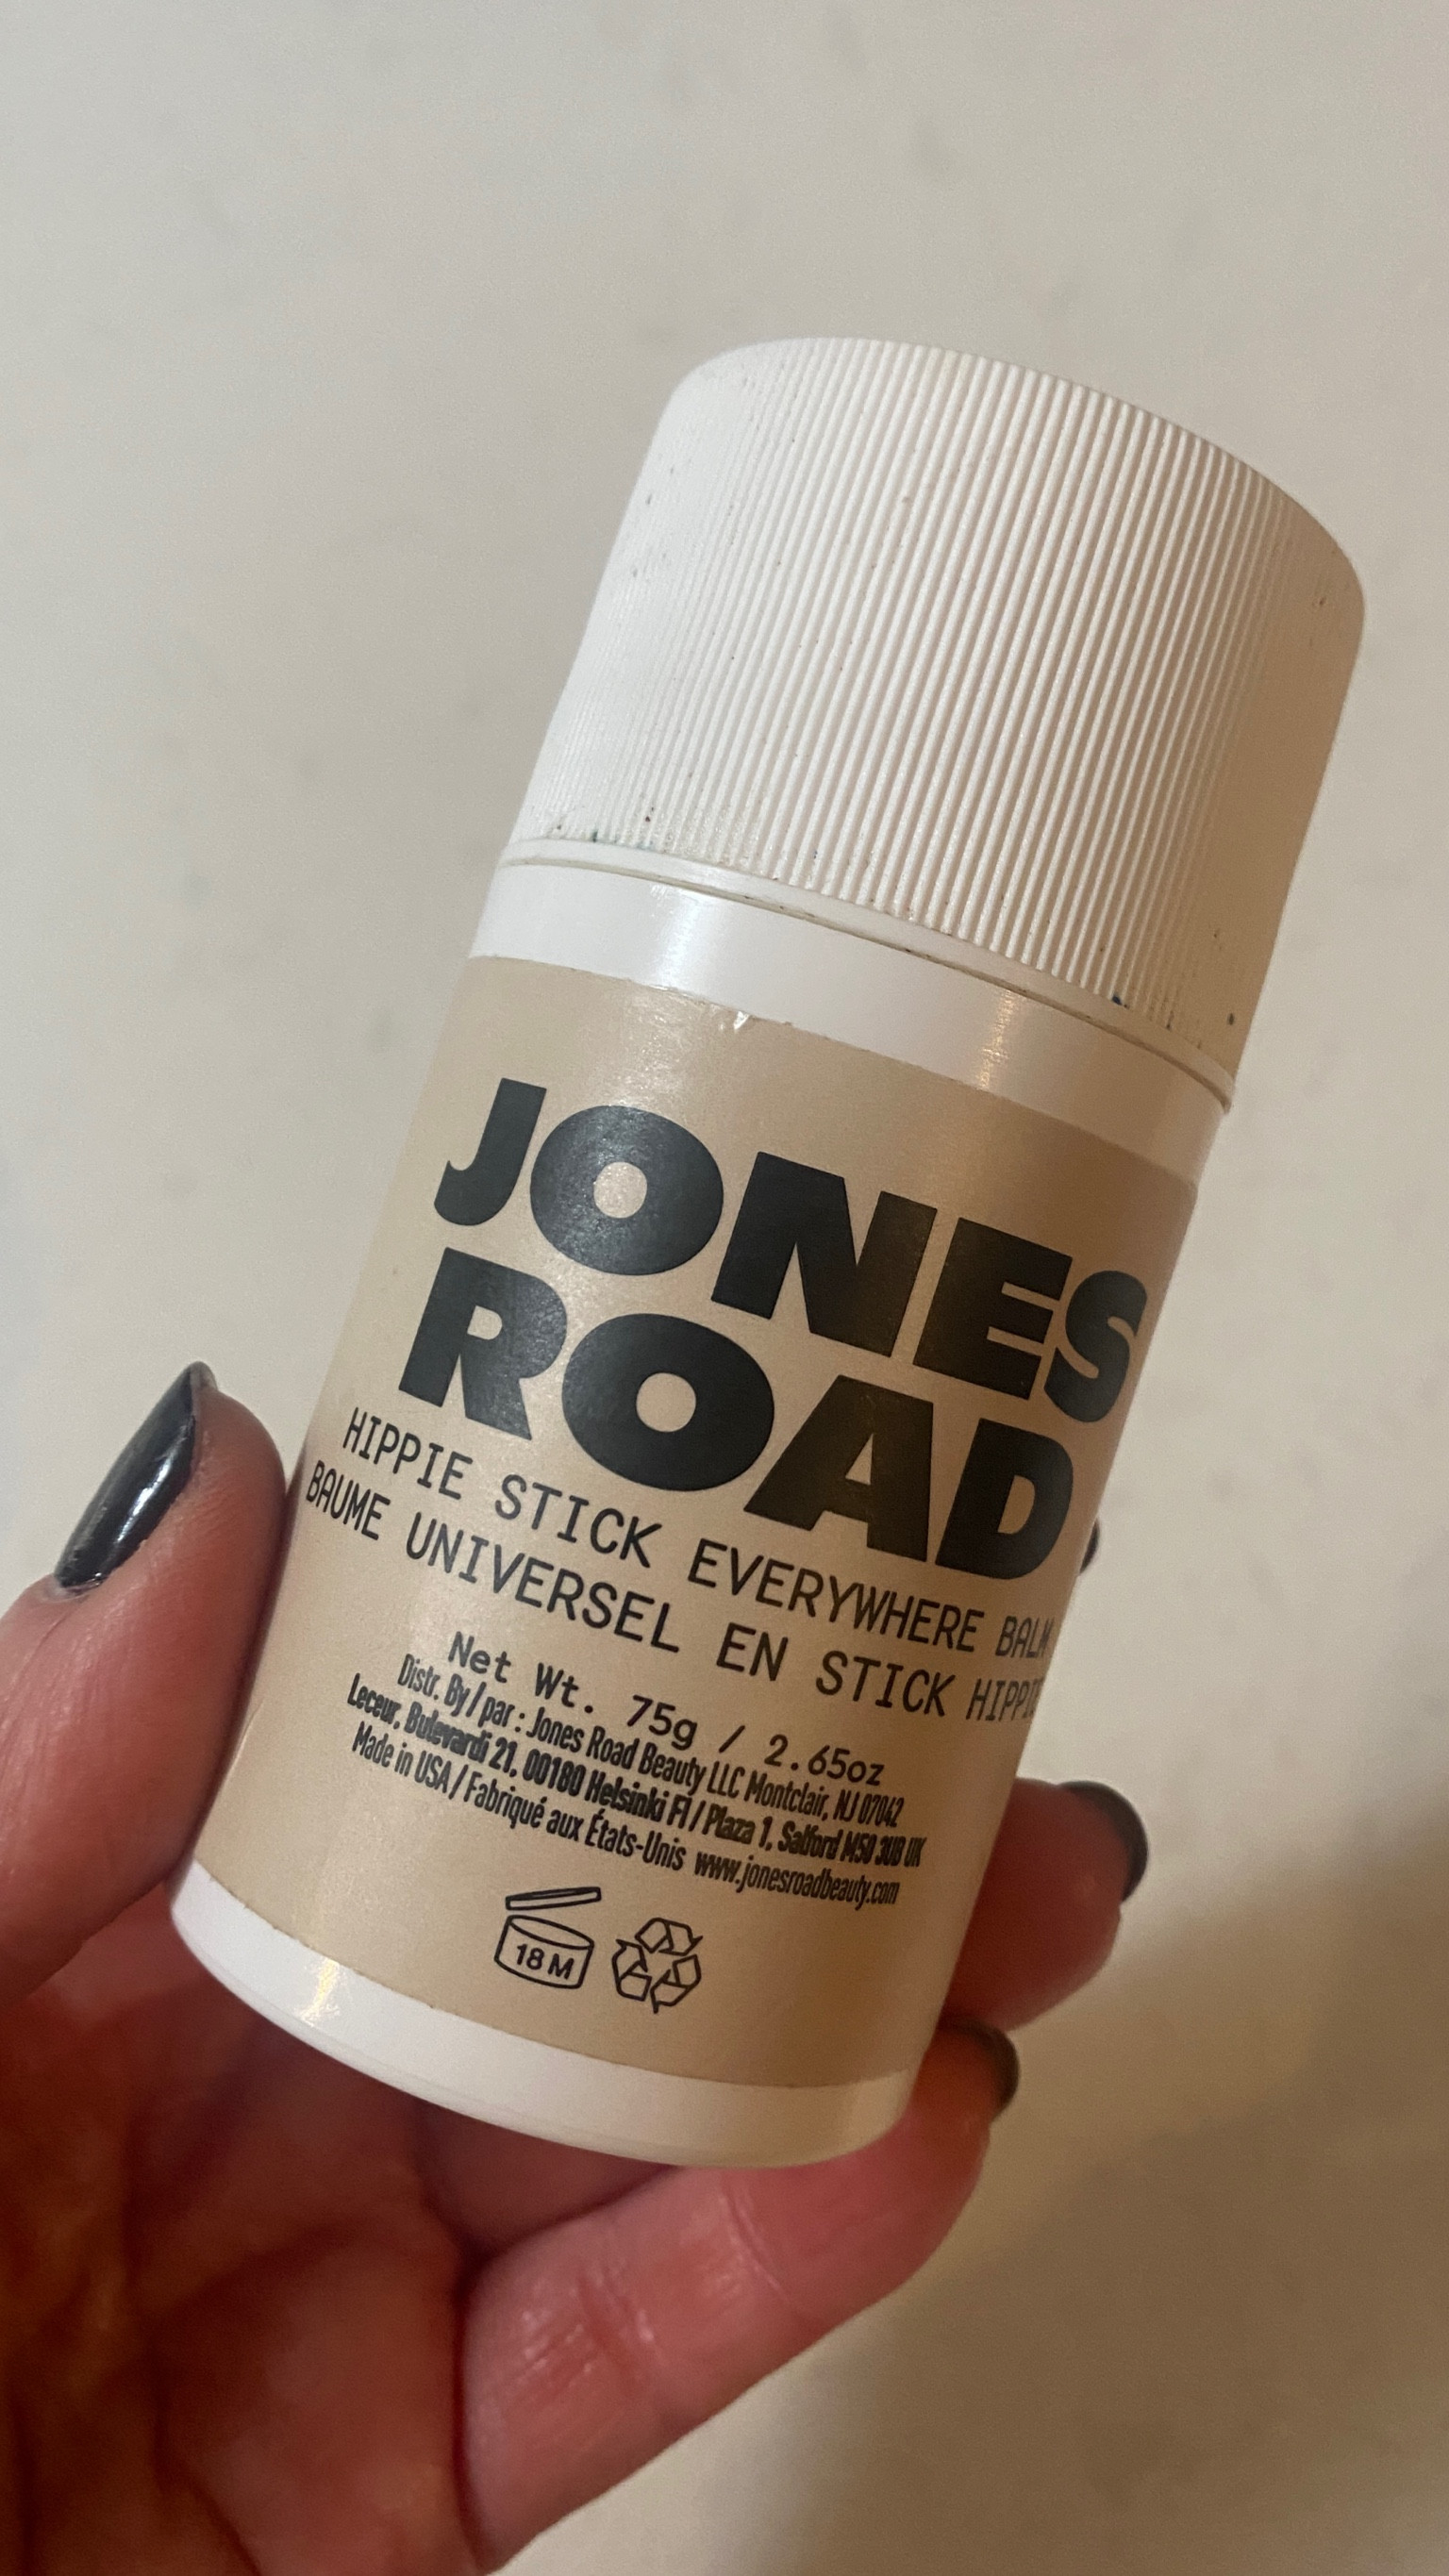 JONES
ROAD
HIPPIE STICK EVERYWHERE BALM
BAUME UNIVERSEL EN STICK HIPPIE
Net Wt. 75g / 2.65oz
Distr. By / par : Jones Road Beauty LLC Montclair, NJ 07042
Leceur, Bulevardi 21, 00180 Helsinki FI / Plaza 1, Salford M50 3UB UK
Made in USA / Fabriqué aux États-Unis www.jonesroadbeauty.com
18 M